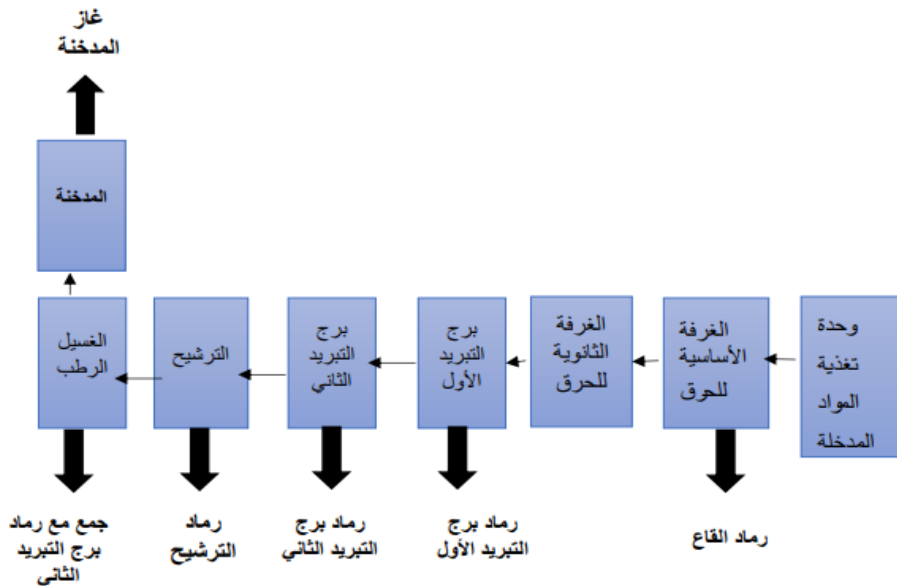 غاز
المدخنة
المدخنة
وحدة
تغذية
المواد
المدخلة
الغرفة
الأساسية
للحوق
الغرفة
الثانوية
للحرق
برج
التبريد
الأول
برج
التبريد
الثاني
الترشيح
الغسيل
الرطب
رماد القاع
رماد برج
التبريد الأول
رماد برج
التبريد الثاني
رماد
الترشيح
جمع مع رماد
برج التبريد
الثاني